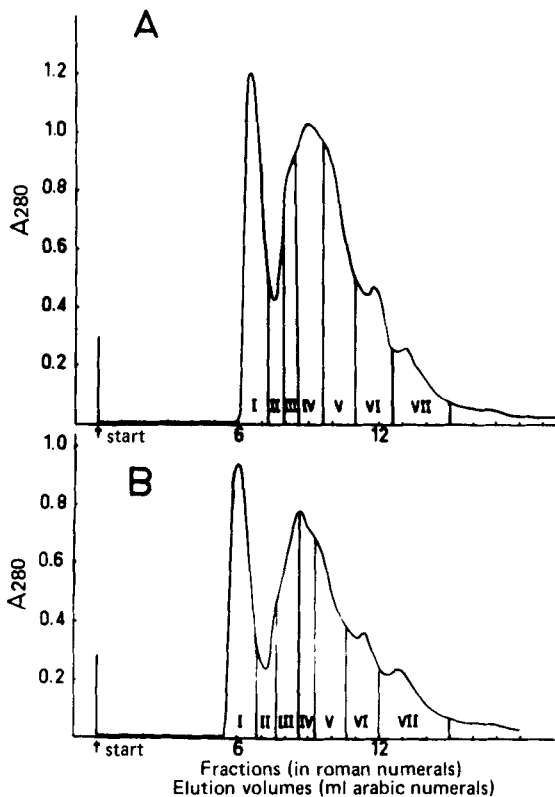 A
1.2
1.0
0.8
0.6
0.4
0.2
A280
I II III IV V VI VII
↑ start
6 12
B
0.8
0.6
0.4
0.2
A280
I II III IV V VI VII
↑ start
6 12
Fractions (in roman numerals)
Elution volumes (ml arabic numerals)